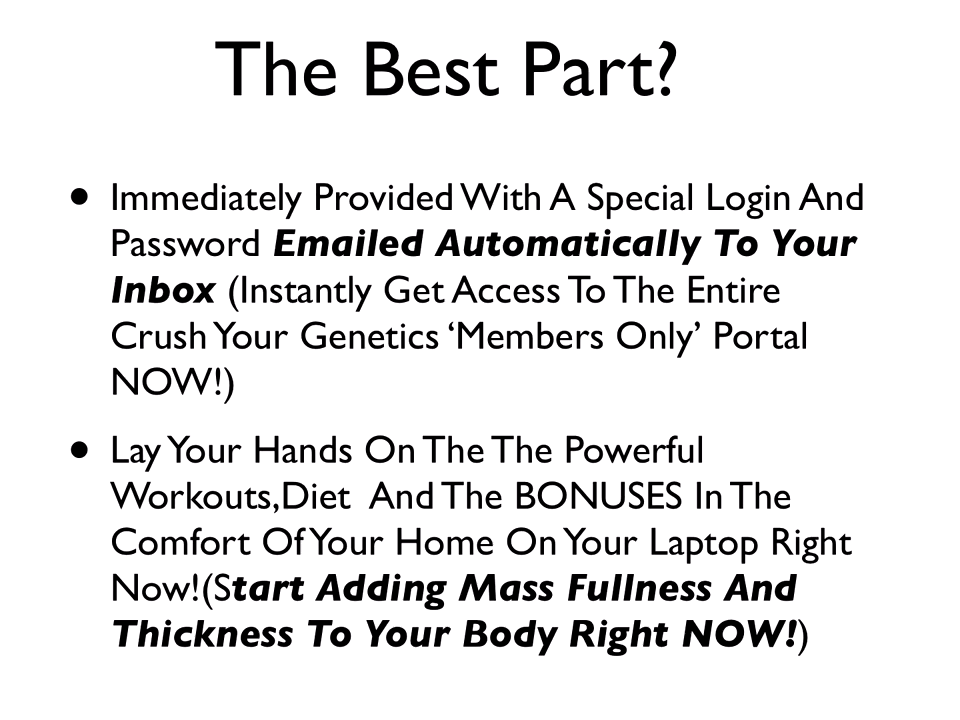 The Best Part?
• Immediately Provided With A Special Login And
Password Emailed Automatically To Your
Inbox (Instantly Get Access To The Entire
Crush Your Genetics ‘Members Only’ Portal
NOW!)
• Lay Your Hands On The The Powerful
Workouts,Diet And The BONUSES In The
Comfort Of Your Home On Your Laptop Right
Now!(Start Adding Mass Fullness And
Thickness To Your Body Right NOW!)